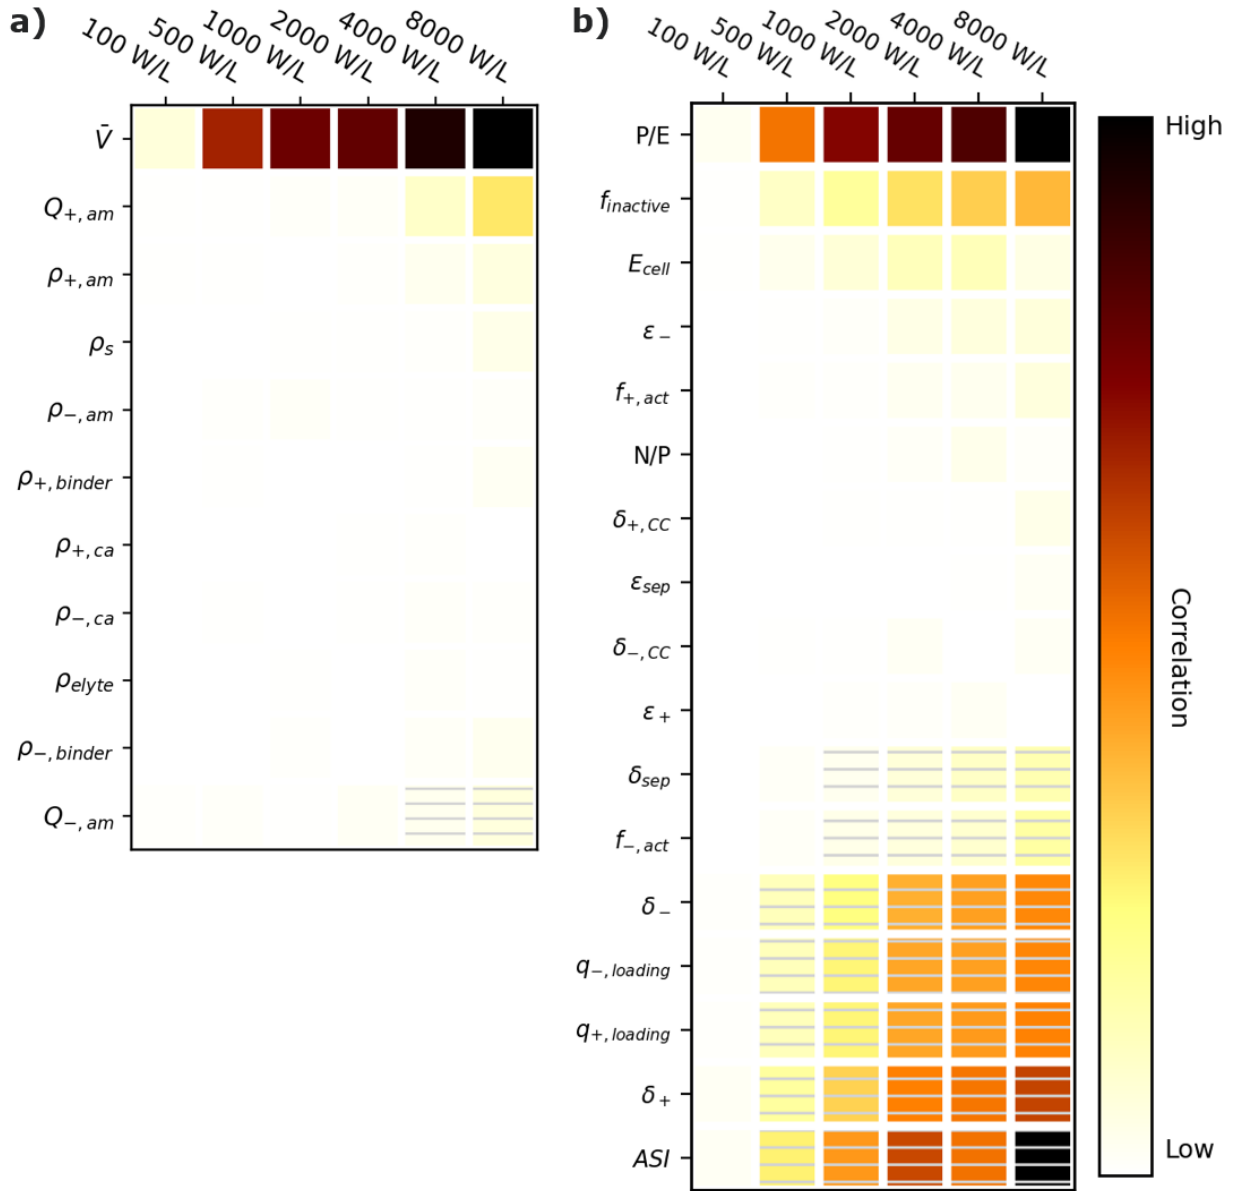 a)
100 W/L
500 W/L
1000 W/L
2000 W/L
4000 W/L
8000 W/L
V̄
Q+, am
ρ+, am
ρs
ρ−, am
ρ+, binder
ρ+, ca
ρ−, ca
ρelyte
ρ−, binder
Q−, am
b)
100 W/L
500 W/L
1000 W/L
2000 W/L
4000 W/L
8000 W/L
P/E
finactive
Ecell
ε−
f+, act
N/P
δ+, CC
εsep
δ−, CC
ε+
δsep
f−, act
δ−
q−, loading
q+, loading
δ+
ASI
High
Correlation
Low